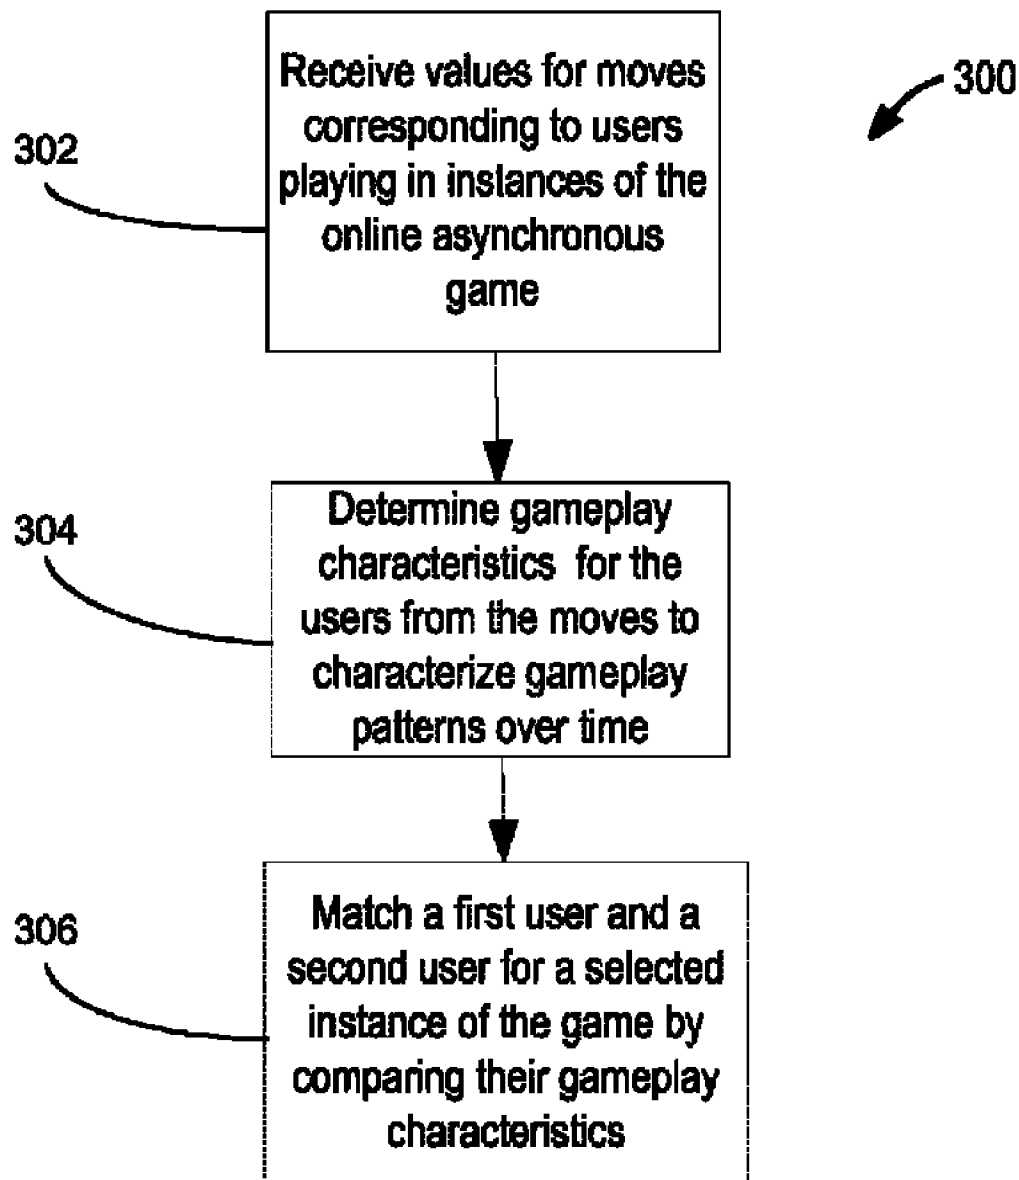 300
302
Receive values for moves
corresponding to users
playing in instances of the
online asynchronous
game
304
Determine gameplay
characteristics for the
users from the moves to
characterize gameplay
patterns over time
306
Match a first user and a
second user for a selected
instance of the game by
comparing their gameplay
characteristics